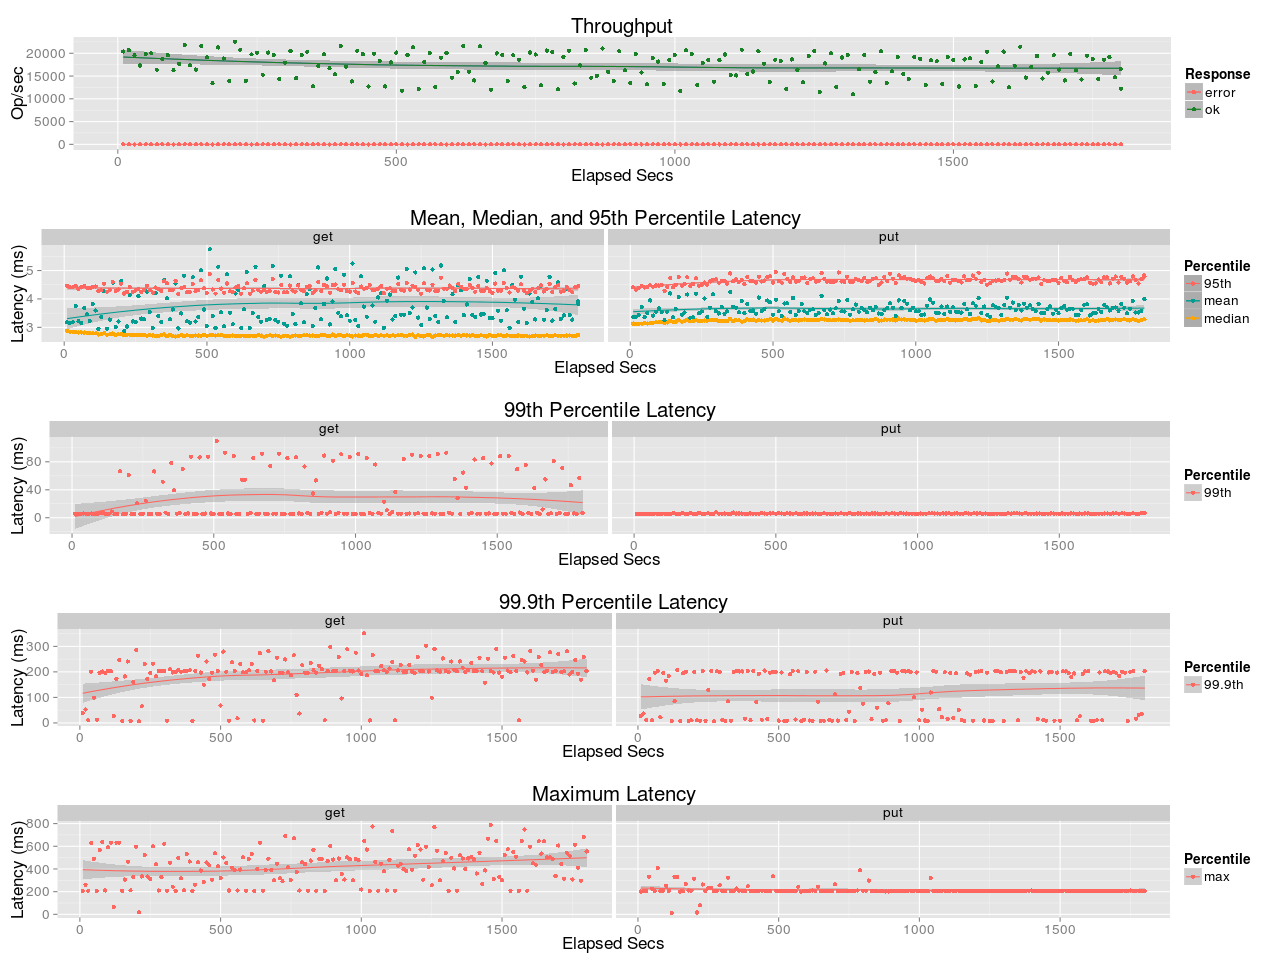 Throughput
Op/sec
20000
15000
10000
5000
0
0 500 1000 1500
Elapsed Secs
Response
error
ok
Mean, Median, and 95th Percentile Latency
get put
Latency (ms)
5
4
3
0 500 1000 1500 0 500 1000 1500
Elapsed Secs
Percentile
95th
mean
median
99th Percentile Latency
get put
Latency (ms)
80
40
0
0 500 1000 1500 0 500 1000 1500
Elapsed Secs
Percentile
99th
99.9th Percentile Latency
get put
Latency (ms)
300
200
100
0
0 500 1000 1500 0 500 1000 1500
Elapsed Secs
Percentile
99.9th
Maximum Latency
get put
Latency (ms)
800
600
400
200
0
0 500 1000 1500 0 500 1000 1500
Elapsed Secs
Percentile
max